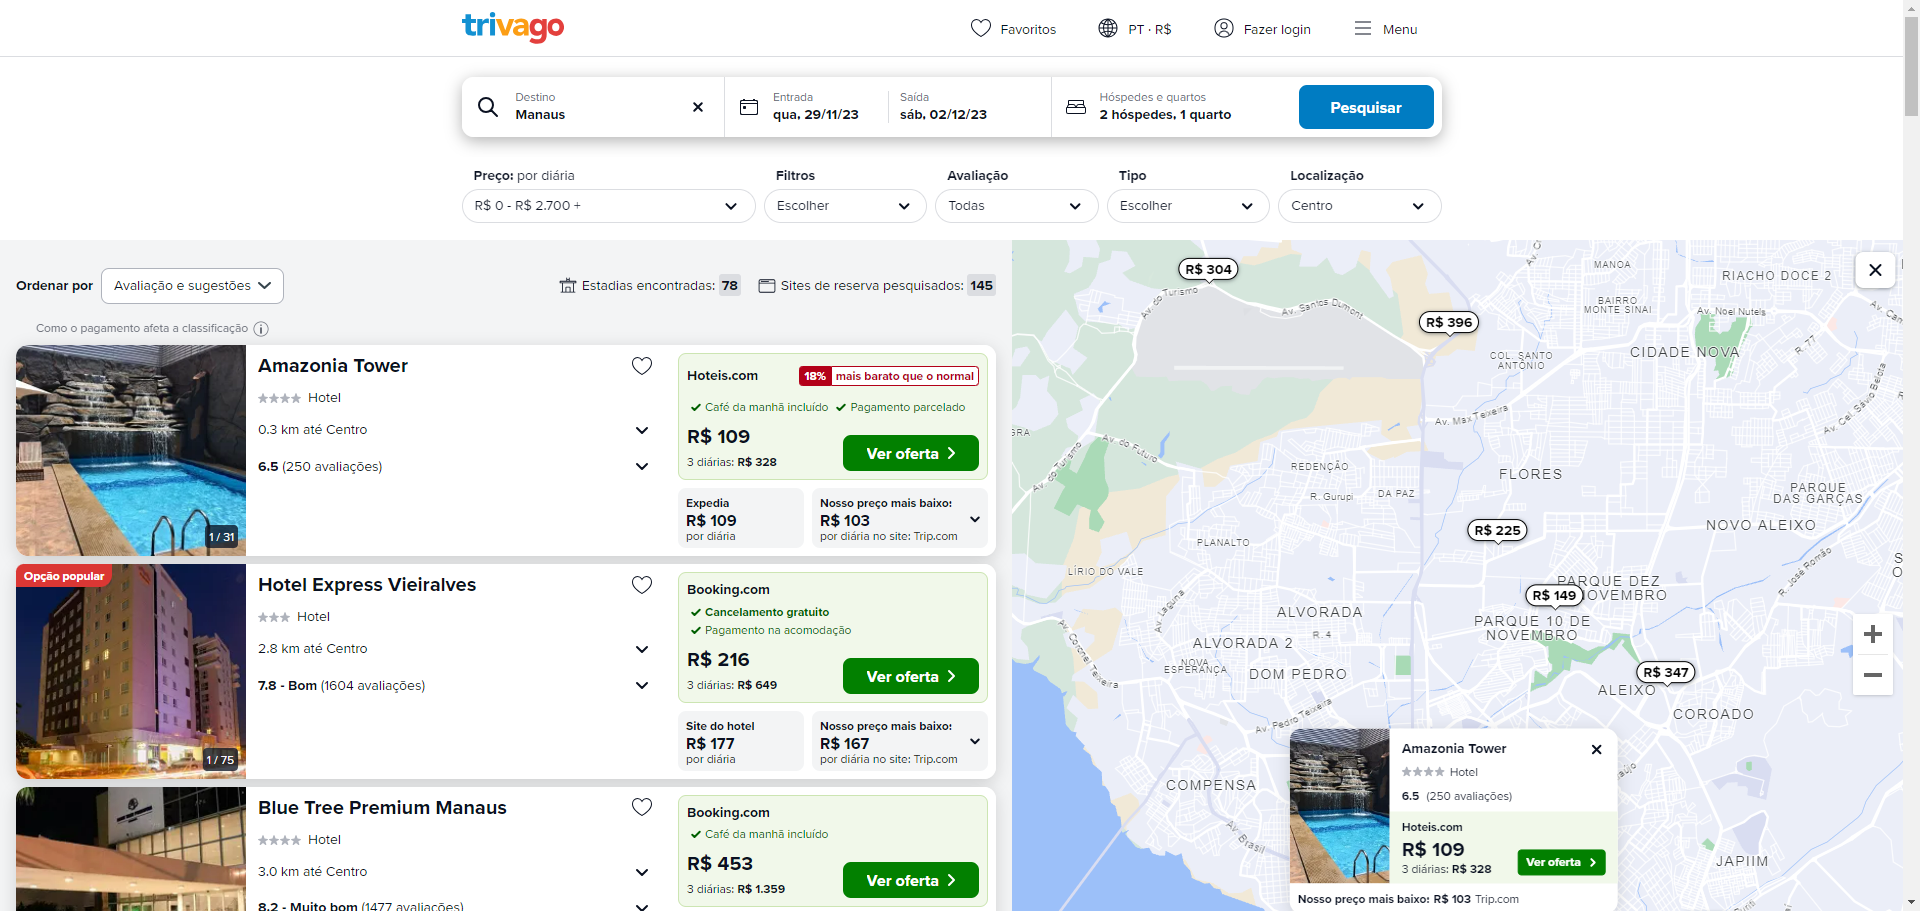 trivago
Favoritos
PT · R$
Fazer login
Menu
Destino
Manaus
Entrada
qua, 29/11/23
Saída
sáb, 02/12/23
Hóspedes e quartos
2 hóspedes, 1 quarto
Pesquisar
Preço: por diária
R$ 0 - R$ 2.700 +
Filtros
Escolher
Avaliação
Todas
Tipo
Escolher
Localização
Centro
Ordenar por
Avaliação e sugestões
Estadias encontradas: 78
Sites de reserva pesquisados: 145
Como o pagamento afeta a classificação
Amazonia Tower
Hotel
0.3 km até Centro
6.5 (250 avaliações)
1 / 31
Hoteis.com
18% mais barato que o normal
Café da manhã incluído
Pagamento parcelado
R$ 109
3 diárias: R$ 328
Ver oferta
Expedia
R$ 109
por diária
Nosso preço mais baixo:
R$ 103
por diária no site: Trip.com
Opção popular
Hotel Express Vieiralves
Hotel
2.8 km até Centro
7.8 - Bom (1604 avaliações)
1 / 75
Booking.com
Cancelamento gratuito
Pagamento na acomodação
R$ 216
3 diárias: R$ 649
Ver oferta
Site do hotel
R$ 177
por diária
Nosso preço mais baixo:
R$ 167
por diária no site: Trip.com
Blue Tree Premium Manaus
Hotel
3.0 km até Centro
8.2 - Muito bom (1477 avaliações)
Booking.com
Café da manhã incluído
R$ 453
3 diárias: R$ 1.359
Ver oferta
R$ 304
R$ 396
R$ 225
R$ 149
R$ 347
MANOA
RIACHO DOCE 2
BAIRRO
MONTE SINAI
Av. do Turismo
Av. Santos Dumont
Av. Noel Nutels
R. 77
COL. SANTO
ANTÔNIO
CIDADE NOVA
Av. Max Teixeira
Av. Cel. Sávio Belota
GRA
Av. do Futuro
Av. do Turismo
REDENÇÃO
R. Gurupi
DA PAZ
FLORES
PARQUE
DAS GARÇAS
NOVO ALEIXO
PLANALTO
LÍRIO DO VALE
R. José Romão
PARQUE DEZ
NOVEMBRO
Av. Laguna
ALVORADA
PARQUE 10 DE
NOVEMBRO
R. 4
ALVORADA 2
Av. Coronel Teixeira
NOVA
ESPERANÇA
DOM PEDRO
ALEIXO
COROADO
Av. Pedro Teixeira
COMPENSA
Av. Brasil
JAPIIM
Amazonia Tower
Hotel
6.5 (250 avaliações)
Hoteis.com
R$ 109
3 diárias: R$ 328
Ver oferta
Nosso preço mais baixo: R$ 103 Trip.com